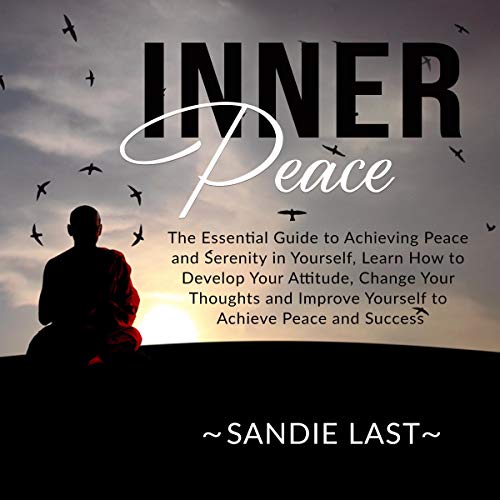 INNER
Peace
The Essential Guide to Achieving Peace
and Serenity in Yourself, Learn How to
Develop Your Attitude, Change Your
Thoughts and Improve Yourself to
Achieve Peace and Success
~SANDIE LAST~